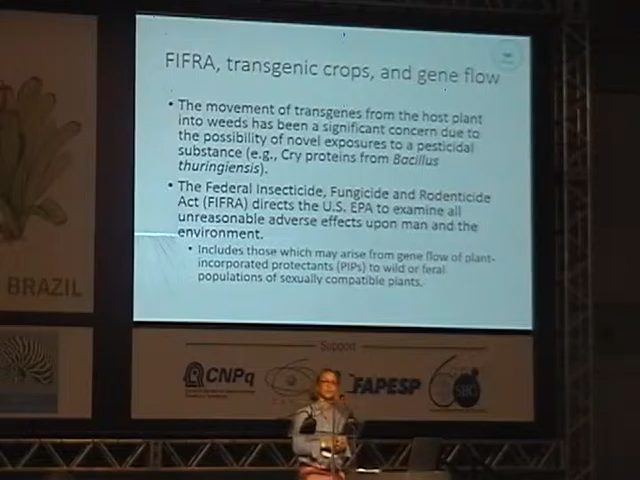 FIFRA, transgenic crops, and gene flow
• The movement of transgenes from the host plant
into weeds has been a significant concern due to
the possibility of novel exposures to a pesticidal
substance (e.g., Cry proteins from Bacillus
thuringiensis).
• The Federal Insecticide, Fungicide and Rodenticide
Act (FIFRA) directs the U.S. EPA to examine all
unreasonable adverse effects upon man and the
environment.
• Includes those which may arise from gene flow of plant-
incorporated protectants (PIPs) to wild or feral
populations of sexually compatible plants.
BRAZIL
Support
CNPq
FAPESP
60